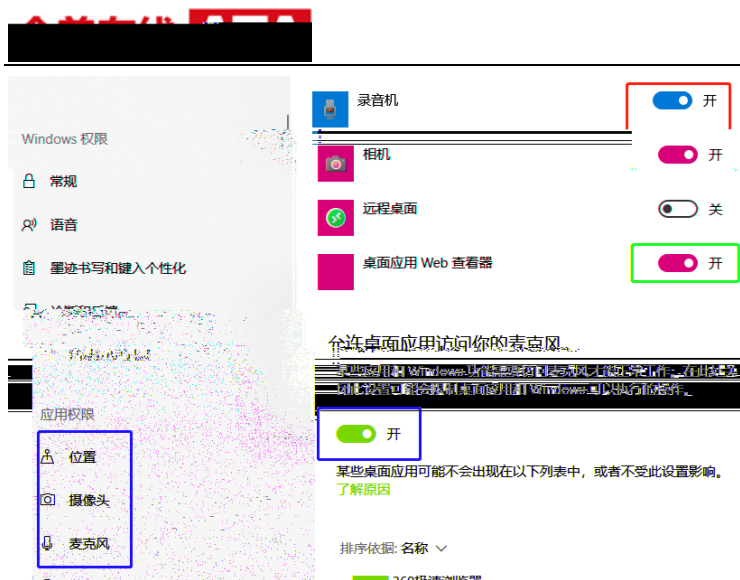 录音机
开
Windows 权限
相机
开
常规
远程桌面
关
语音
桌面应用 Web 查看器
开
墨迹书写和键入个性化
允许桌面应用访问你的麦克风
应用权限
开
位置
某些桌面应用可能不会出现在以下列表中，或者不受此设置影响。
了解原因
摄像头
麦克风
排序依据: 名称